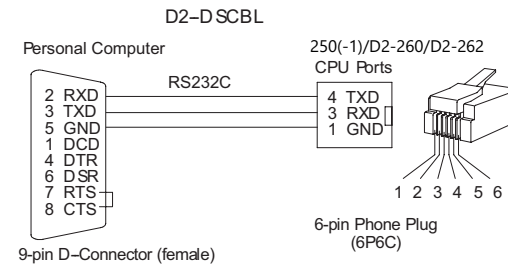 D2-DSCBL
Personal Computer
250(-1)/D2-260/D2-262
CPU Ports
RS232C
2 RXD
3 TXD
5 GND
1 DCD
4 DTR
6 DSR
7 RTS
8 CTS
4 TXD
3 RXD
1 GND
1 2 3 4 5 6
6-pin Phone Plug
(6P6C)
9-pin D-Connector (female)